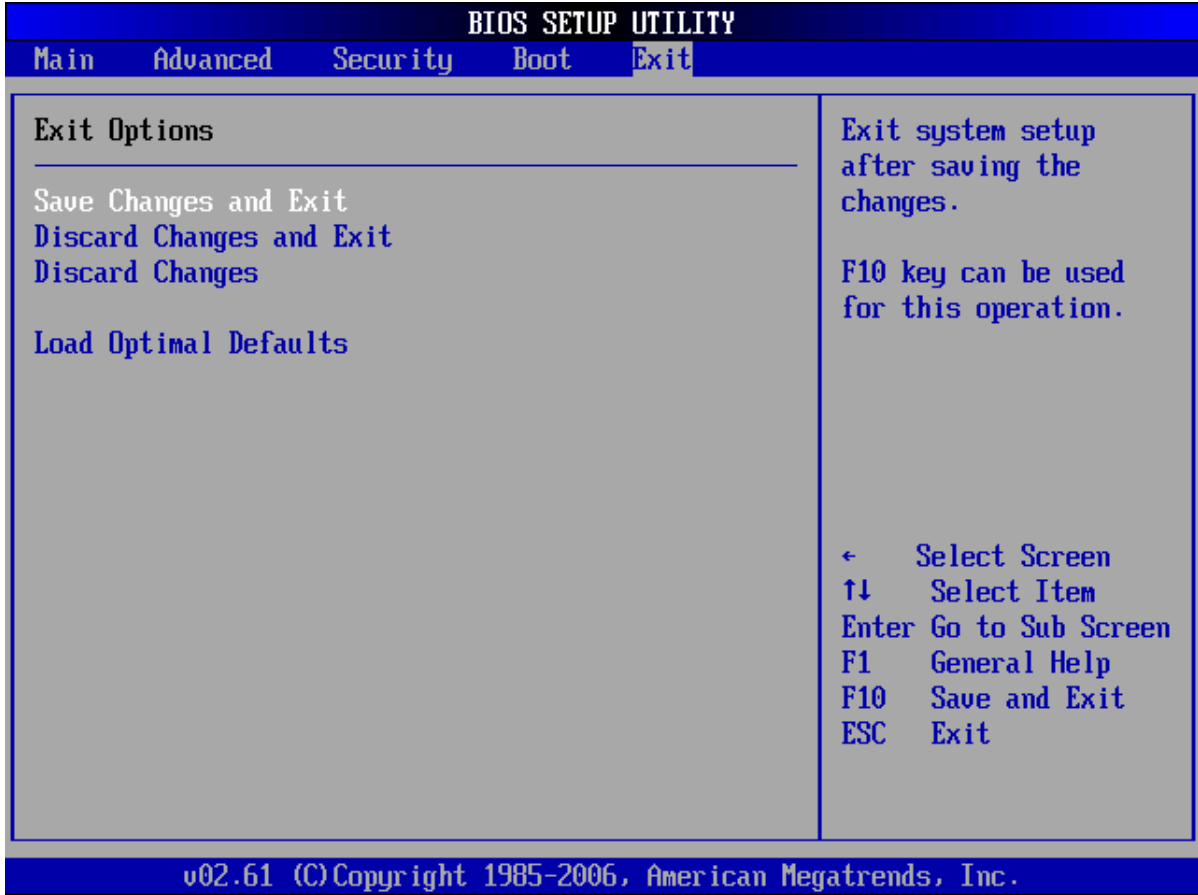 BIOS SETUP UTILITY
Main Advanced Security Boot Exit
Exit Options
Save Changes and Exit
Discard Changes and Exit
Discard Changes
Load Optimal Defaults
Exit system setup
after saving the
changes.
F10 key can be used
for this operation.
← Select Screen
↑↓ Select Item
Enter Go to Sub Screen
F1 General Help
F10 Save and Exit
ESC Exit
v02.61 (C)Copyright 1985-2006, American Megatrends, Inc.